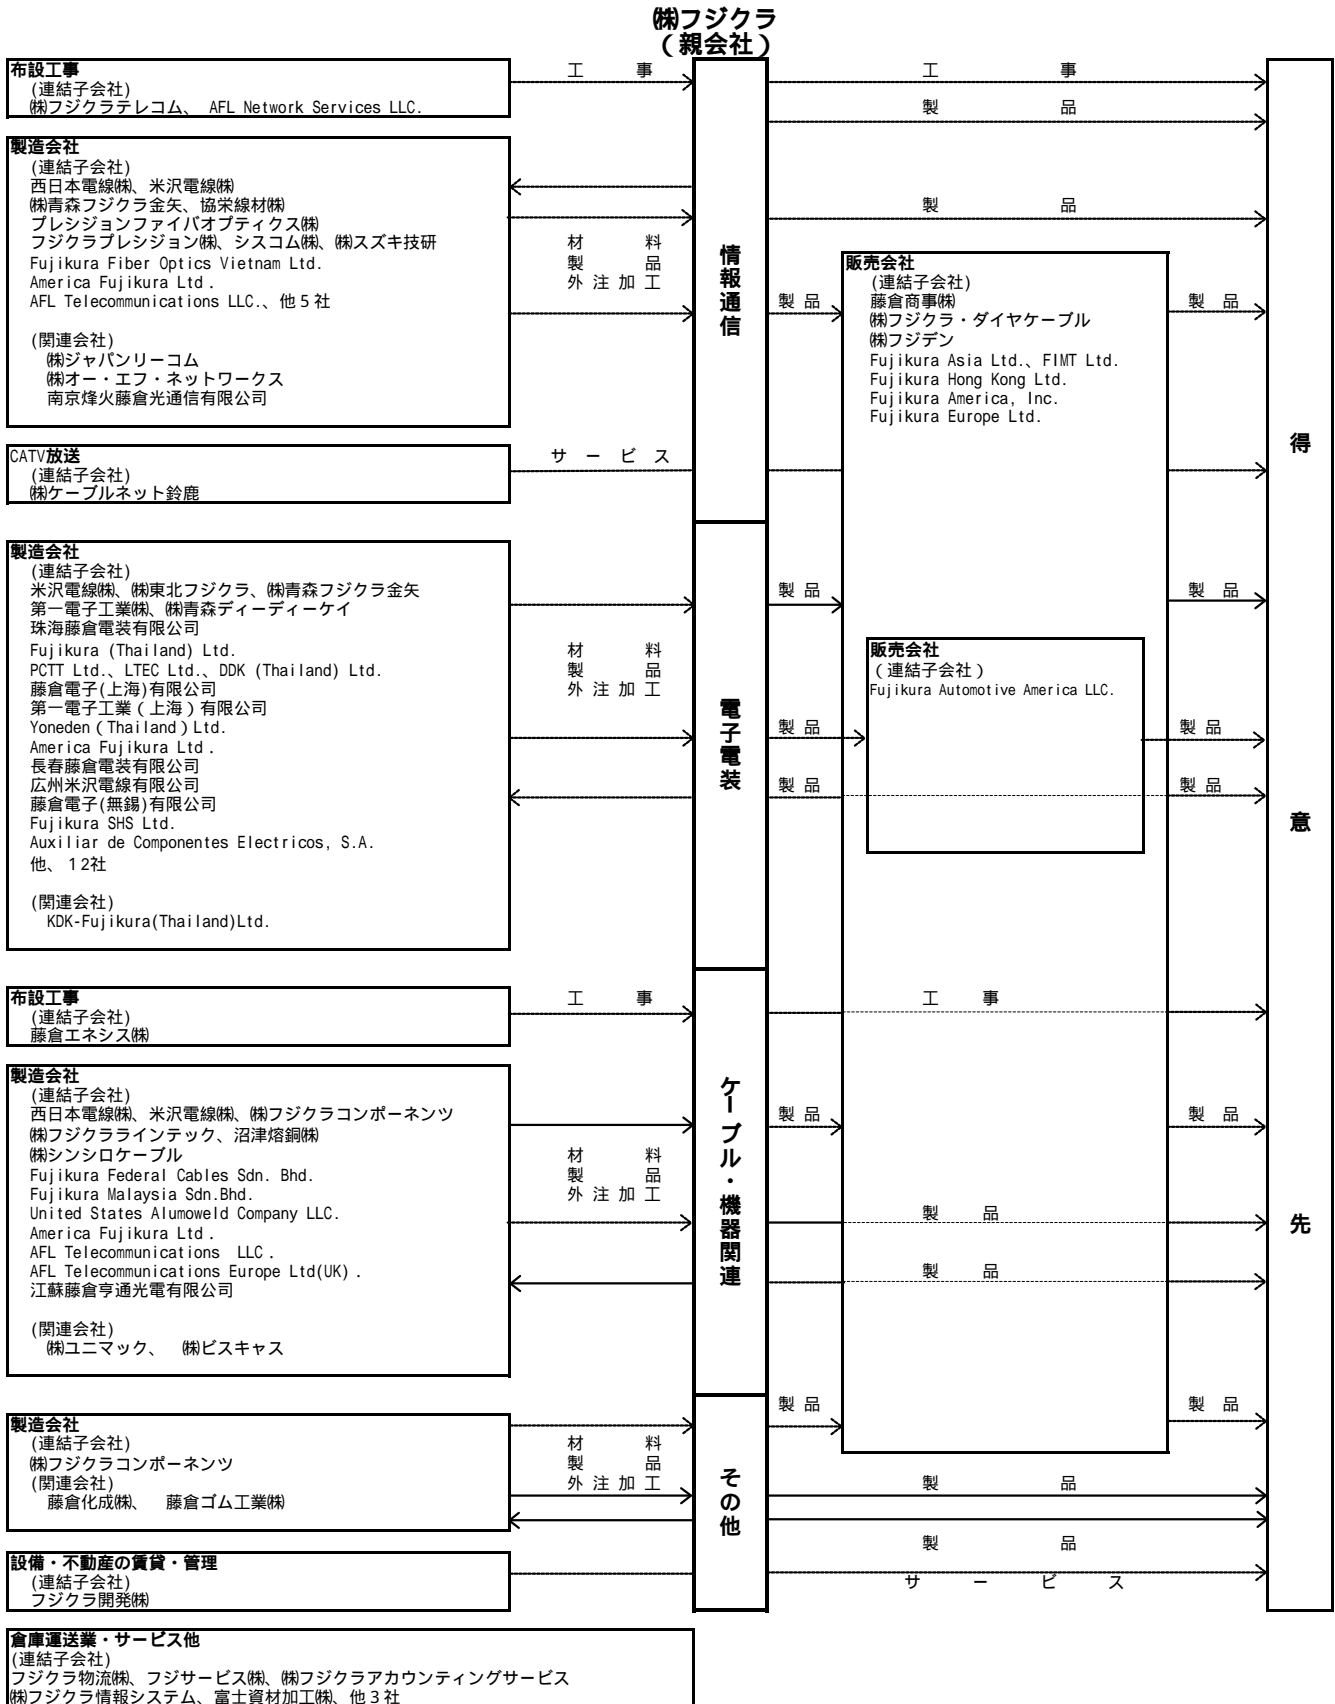 ㈱フジクラ
(親会社)
布設工事
(連結子会社)
㈱フジクラテレコム、 AFL Network Services LLC.
工事
工事
製品
製造会社
(連結子会社)
西日本電線㈱、米沢電線㈱
㈱青森フジクラ金矢、協栄線材㈱
プレシジョンファイバオプティクス㈱
フジクラプレシジョン㈱、シスコム㈱、㈱スズキ技研
Fujikura Fiber Optics Vietnam Ltd.
America Fujikura Ltd.
AFL Telecommunications LLC.、他5社
(関連会社)
㈱ジャパンリーコム
㈱オー・エフ・ネットワークス
南京烽火藤倉光通信有限公司
材料
製品
外注加工
情報通信
製品
製品
販売会社
(連結子会社)
藤倉商事㈱
㈱フジクラ・ダイヤケーブル
㈱フジデン
Fujikura Asia Ltd.、FIMT Ltd.
Fujikura Hong Kong Ltd.
Fujikura America, Inc.
Fujikura Europe Ltd.
製品
得意先
CATV放送
(連結子会社)
㈱ケーブルネット鈴鹿
サービス
製造会社
(連結子会社)
米沢電線㈱、㈱東北フジクラ、㈱青森フジクラ金矢
第一電子工業㈱、㈱青森ディーディーケイ
珠海藤倉電装有限公司
Fujikura (Thailand) Ltd.
PCTT Ltd.、LTEC Ltd.、DDK (Thailand) Ltd.
藤倉電子(上海)有限公司
第一電子工業(上海)有限公司
Yoneden(Thailand)Ltd.
America Fujikura Ltd.
長春藤倉電装有限公司
広州米沢電線有限公司
藤倉電子(無錫)有限公司
Fujikura SHS Ltd.
Auxiliar de Componentes Electricos, S.A.
他、12社
(関連会社)
KDK-Fujikura(Thailand)Ltd.
材料
製品
外注加工
電子電装
製品
製品
製品
販売会社
(連結子会社)
Fujikura Automotive America LLC.
製品
製品
製品
布設工事
(連結子会社)
藤倉エネシス㈱
工事
工事
製造会社
(連結子会社)
西日本電線㈱、米沢電線㈱、㈱フジクラコンポーネンツ
㈱フジクララインテック、沼津熔銅㈱
㈱シンシロケーブル
Fujikura Federal Cables Sdn. Bhd.
Fujikura Malaysia Sdn.Bhd.
United States Alumoweld Company LLC.
America Fujikura Ltd.
AFL Telecommunications LLC.
AFL Telecommunications Europe Ltd(UK).
江蘇藤倉亨通光電有限公司
(関連会社)
㈱ユニマック、 ㈱ビスキャス
材料
製品
外注加工
ケーブル・機器関連
製品
製品
製品
製品
製造会社
(連結子会社)
㈱フジクラコンポーネンツ
(関連会社)
藤倉化成㈱、 藤倉ゴム工業㈱
材料
製品
外注加工
その他
製品
製品
製品
製品
設備・不動産の賃貸・管理
(連結子会社)
フジクラ開発㈱
サービス
倉庫運送業・サービス他
(連結子会社)
フジクラ物流㈱、フジサービス㈱、㈱フジクラアカウンティングサービス
㈱フジクラ情報システム、富士資材加工㈱、他3社